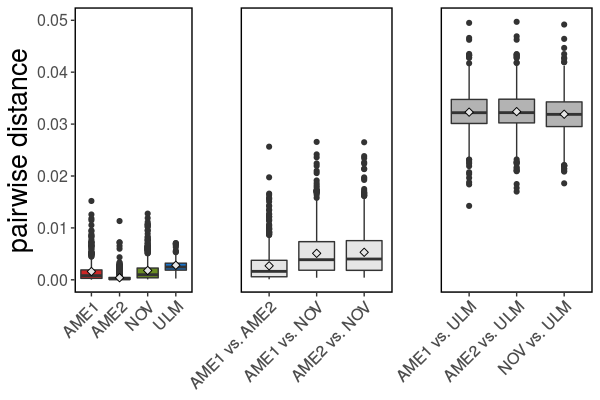 pairwise distance
0.05
0.04
0.03
0.02
0.01
0.00
AME1
AME2
NOV
ULM
AME1 vs. AME2
AME1 vs. NOV
AME2 vs. NOV
AME1 vs. ULM
AME2 vs. ULM
NOV vs. ULM